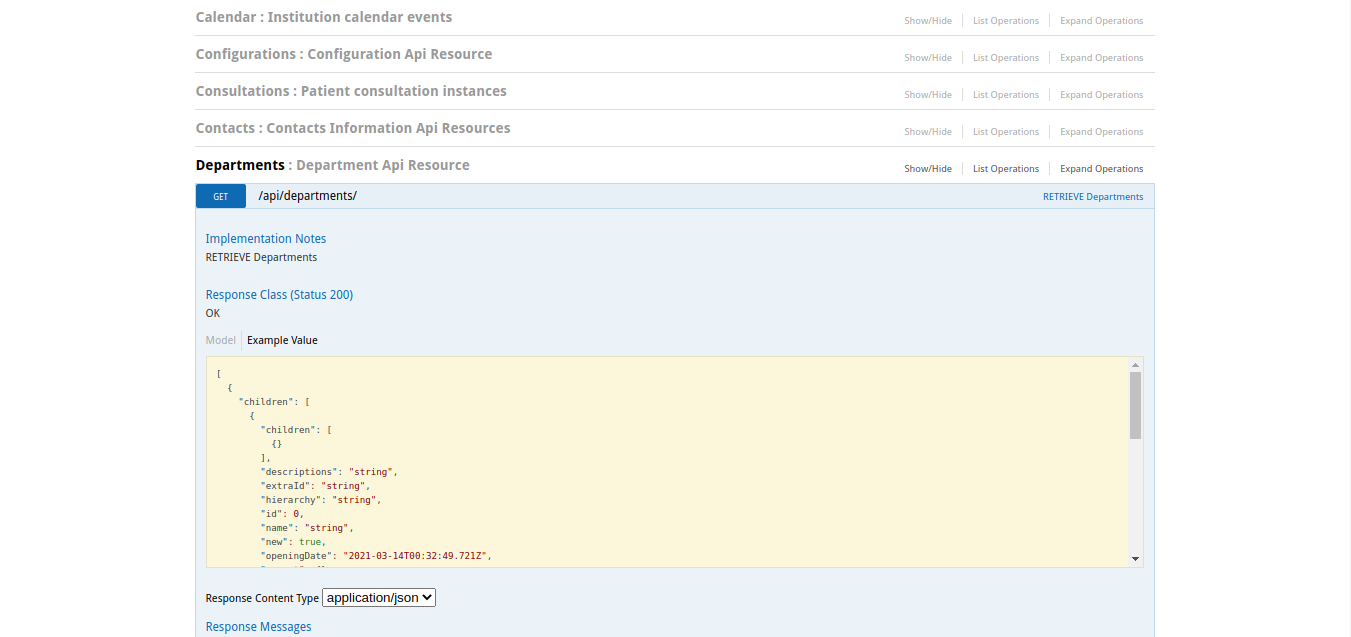 Calendar : Institution calendar events Show/Hide List Operations Expand Operations
Configurations : Configuration Api Resource Show/Hide List Operations Expand Operations
Consultations : Patient consultation instances Show/Hide List Operations Expand Operations
Contacts : Contacts Information Api Resources Show/Hide List Operations Expand Operations
Departments : Department Api Resource Show/Hide List Operations Expand Operations
GET /api/departments/ RETRIEVE Departments
Implementation Notes
RETRIEVE Departments
Response Class (Status 200)
OK
Model Example Value
[
{
"children": [
{
"children": [
{}
],
"descriptions": "string",
"extraId": "string",
"hierarchy": "string",
"id": 0,
"name": "string",
"new": true,
"openingDate": "2021-03-14T00:32:49.721Z",
Response Content Type application/json
Response Messages